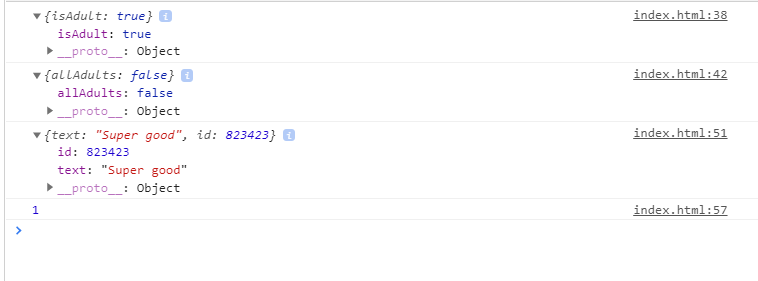 {isAdult: true} i index.html:38
isAdult: true
__proto__: Object
{allAdults: false} i index.html:42
allAdults: false
__proto__: Object
{text: "Super good", id: 823423} i index.html:51
id: 823423
text: "Super good"
__proto__: Object
1 index.html:57